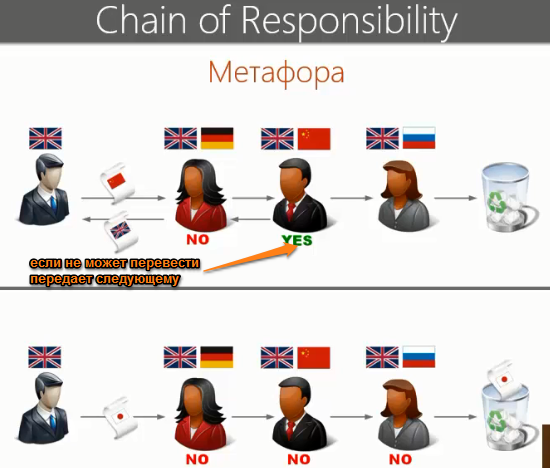 Chain of Responsibility
Метафора
NO
YES
если не может перевести
передает следующему
NO
NO
NO